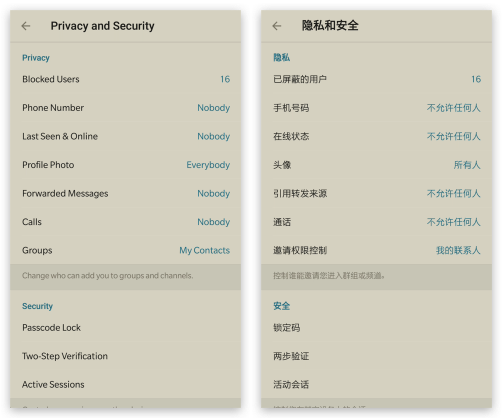 Privacy and Security
Privacy
Blocked Users 16
Phone Number Nobody
Last Seen & Online Nobody
Profile Photo Everybody
Forwarded Messages Nobody
Calls Nobody
Groups My Contacts
Change who can add you to groups and channels.
Security
Passcode Lock
Two-Step Verification
Active Sessions
隐私和安全
隐私
已屏蔽的用户 16
手机号码 不允许任何人
在线状态 不允许任何人
头像 所有人
引用转发来源 不允许任何人
通话 不允许任何人
邀请权限控制 我的联系人
控制谁能邀请您进入群组或频道。
安全
锁定码
两步验证
活动会话